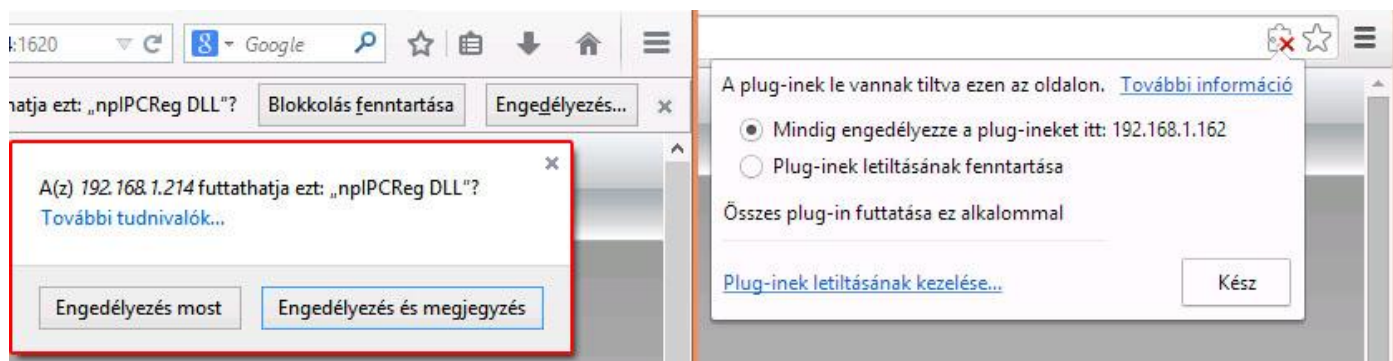 :1620 Google
hatja ezt: „npIPCReg DLL”? Blokkolás fenntartása Engedélyezés...
A(z) 192.168.1.214 futtathatja ezt: „npIPCReg DLL”?
További tudnivalók...
Engedélyezés most Engedélyezés és megjegyzés
A plug-inek le vannak tiltva ezen az oldalon. További információ
Mindig engedélyezze a plug-ineket itt: 192.168.1.162
Plug-inek letiltásának fenntartása
Összes plug-in futtatása ez alkalommal
Plug-inek letiltásának kezelése... Kész